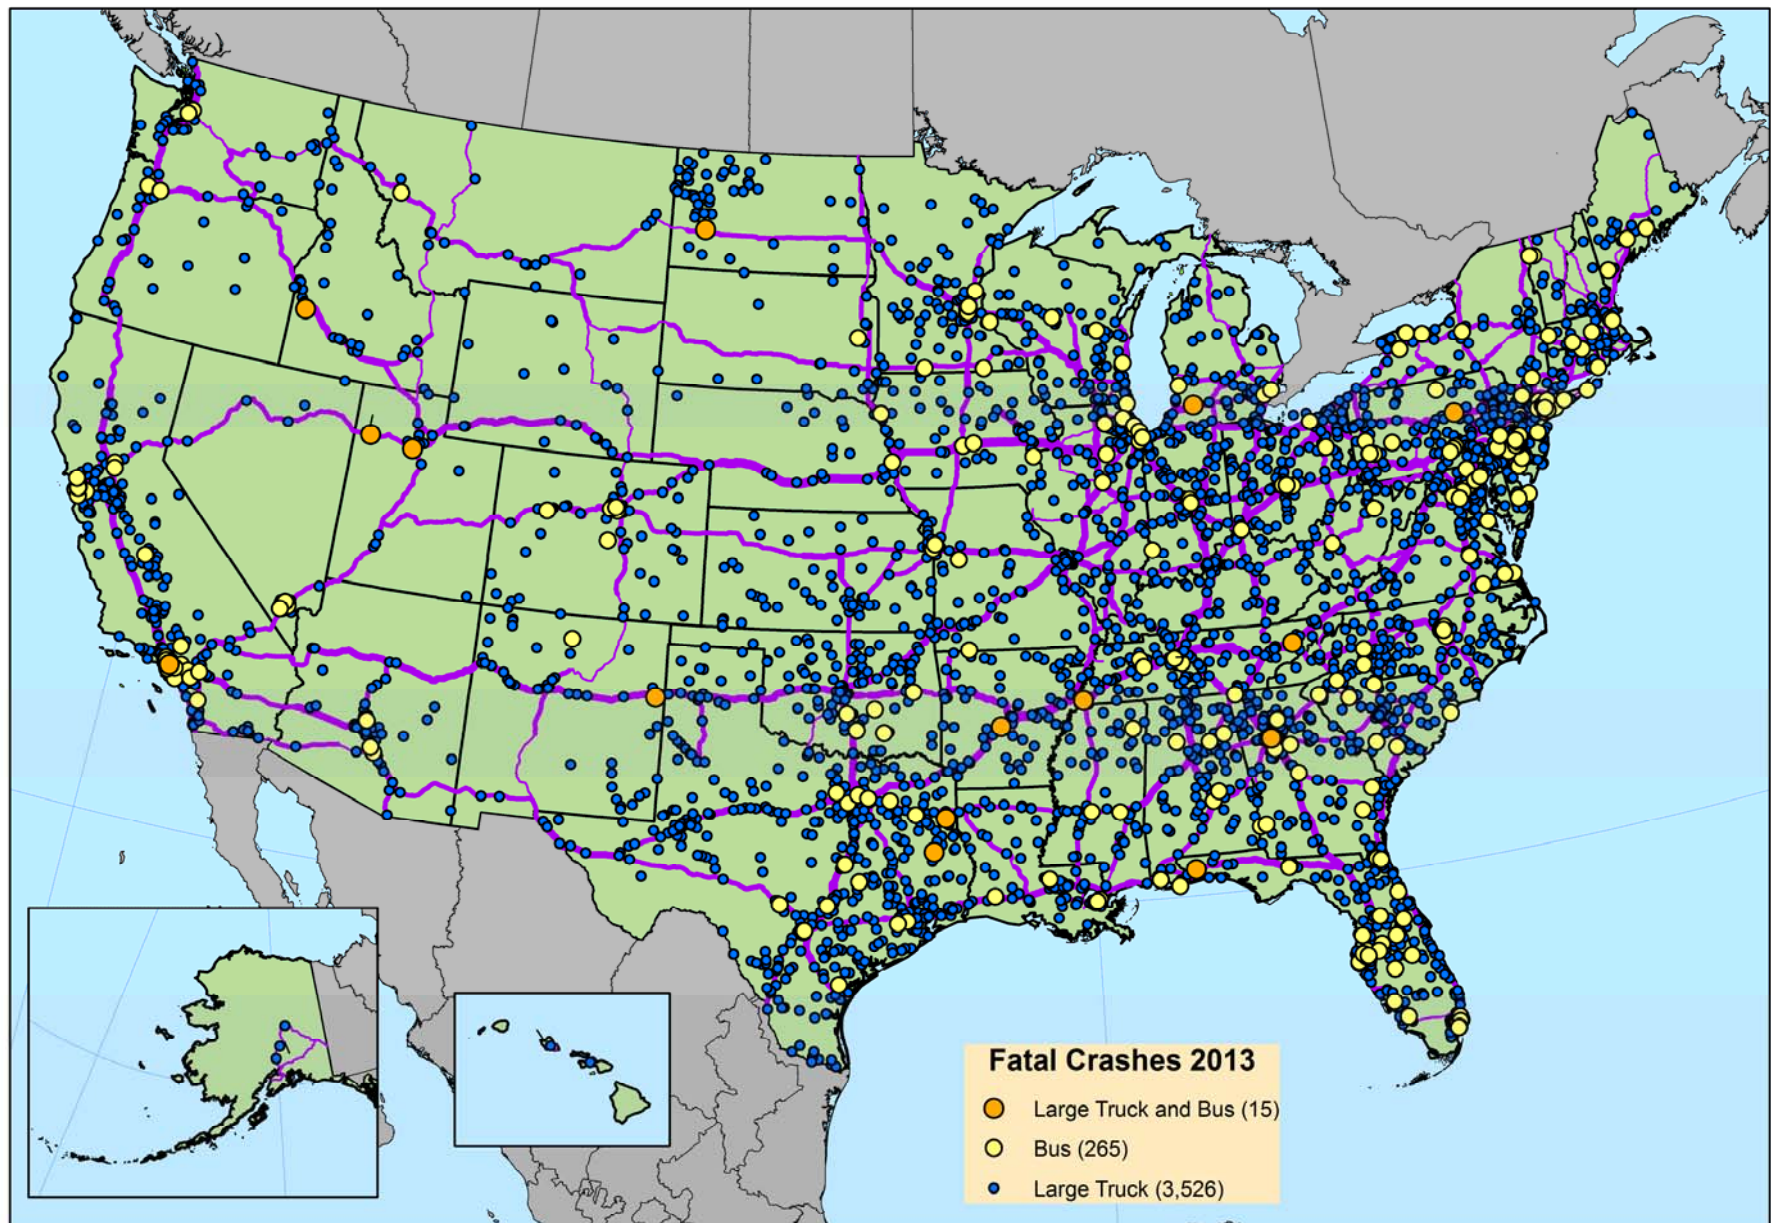 Fatal Crashes 2013
Large Truck and Bus (15)
Bus (265)
Large Truck (3,526)